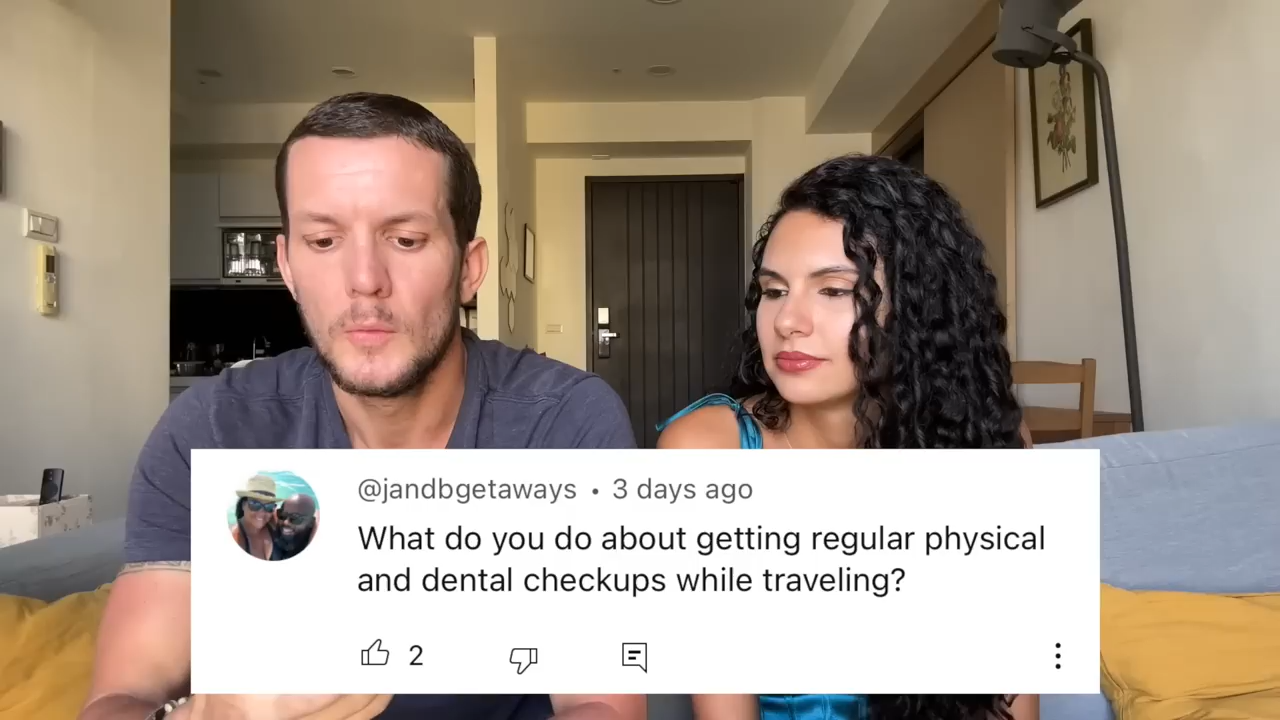 @jandbgetaways • 3 days ago
What do you do about getting regular physical
and dental checkups while traveling?
2